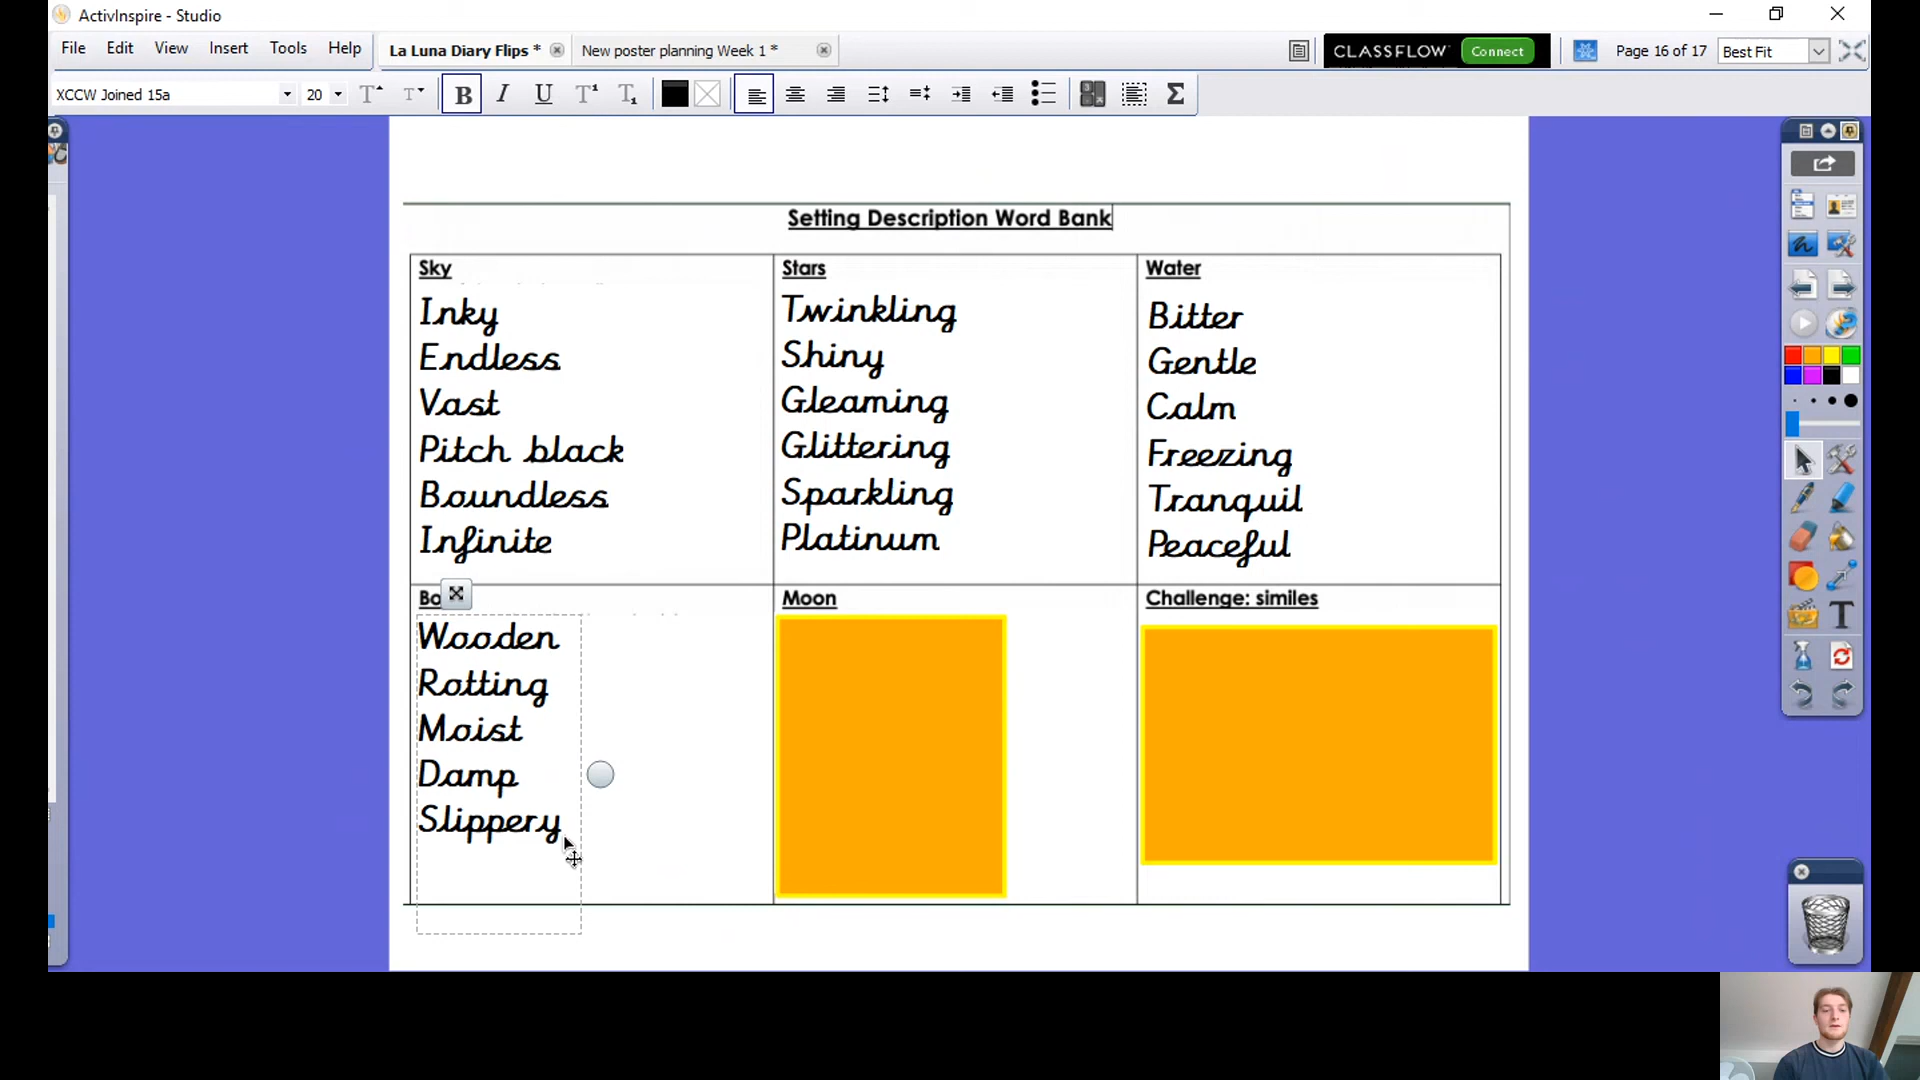 ActivInspire - Studio
File Edit View Insert Tools Help
La Luna Diary Flips *
New poster planning Week 1 *
CLASSFLOW Connect
Page 16 of 17
Best Fit
XCCW Joined 15a
20
Setting Description Word Bank
Sky
Inky
Endless
Vast
Pitch black
Boundless
Infinite
Stars
Twinkling
Shiny
Gleaming
Glittering
Sparkling
Platinum
Water
Bitter
Gentle
Calm
Freezing
Tranquil
Peaceful
Bo
Wooden
Rotting
Moist
Damp
Slippery
Moon
Challenge: similes